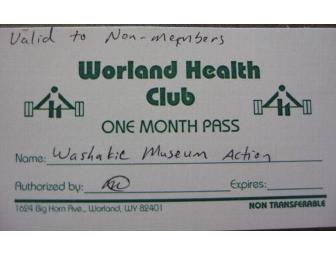 Valid to Non-members
Worland Health
Club
ONE MONTH PASS
Name: Washakie Museum Action
Authorized by:
Expires:
1624 Big Horn Ave., Worland, WY 82401
NON TRANSFERABLE